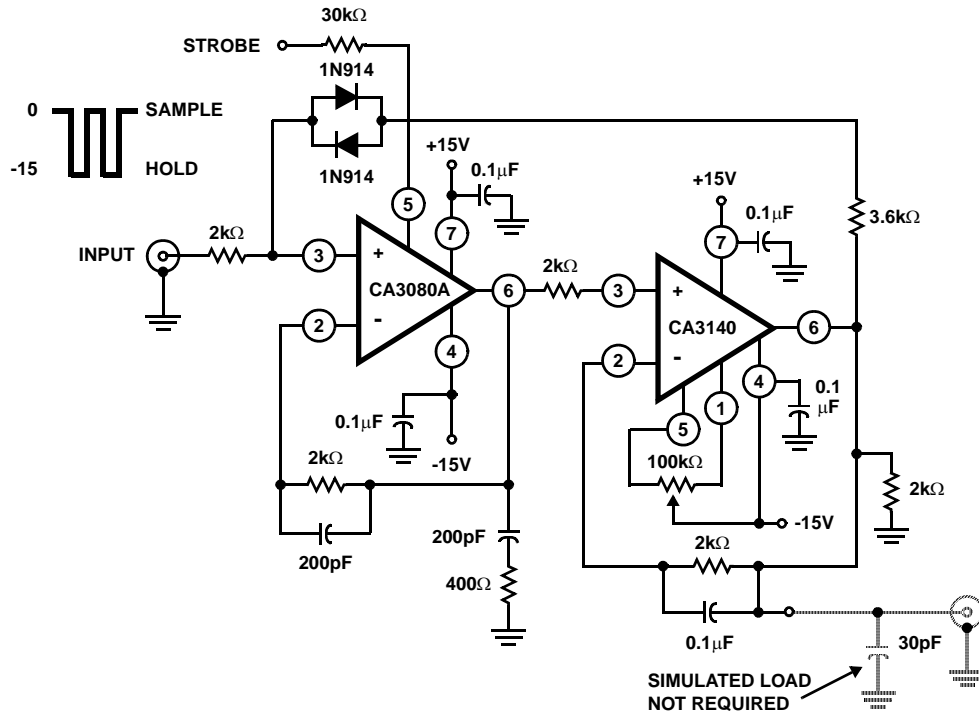 30kΩ
STROBE
1N914
0
SAMPLE
-15
HOLD
1N914
+15V
0.1µF
5
7
+15V
0.1µF
7
3.6kΩ
INPUT
2kΩ
3
+
CA3080A
6
2kΩ
3
+
CA3140
6
2
-
4
2
-
4
0.1
µF
5
1
0.1µF
-15V
100kΩ
2kΩ
-15V
2kΩ
200pF
200pF
400Ω
2kΩ
0.1µF
30pF
SIMULATED LOAD
NOT REQUIRED